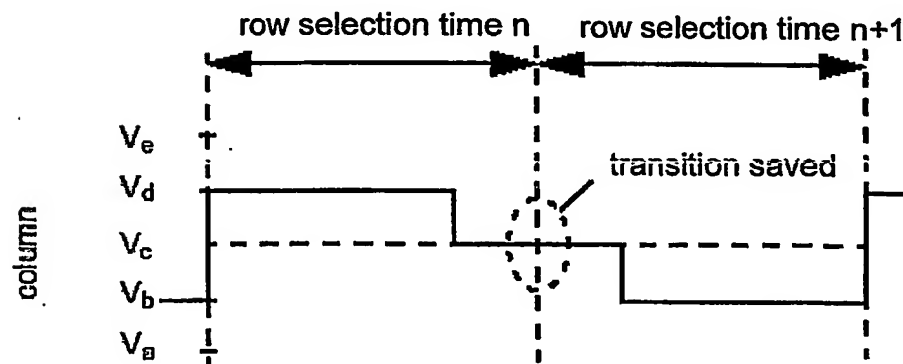 row selection time n
row selection time n+1
Ve
Vd
transition saved
Vc
column
Vb
Va